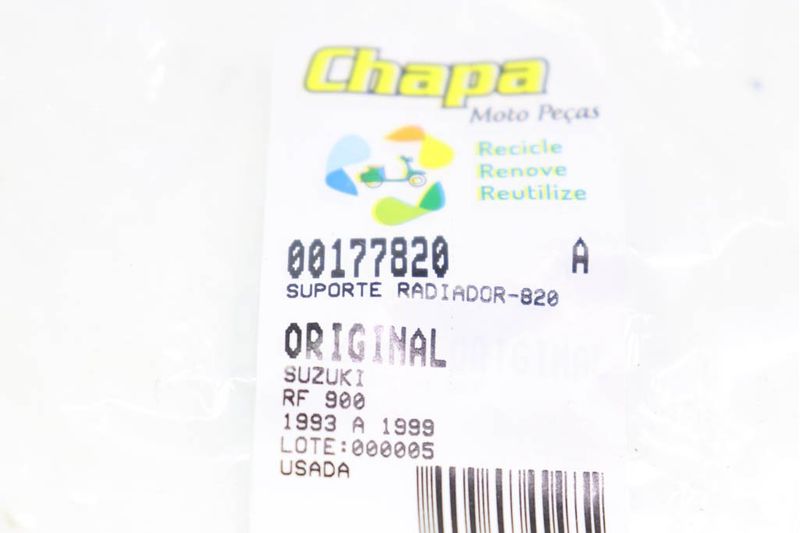 Chapa
Moto Peças
Recicle
Renove
Reutilize
00177820 A
SUPORTE RADIADOR-820
ORIGINAL
SUZUKI
RF 900
1993 A 1999
LOTE:000005
USADA